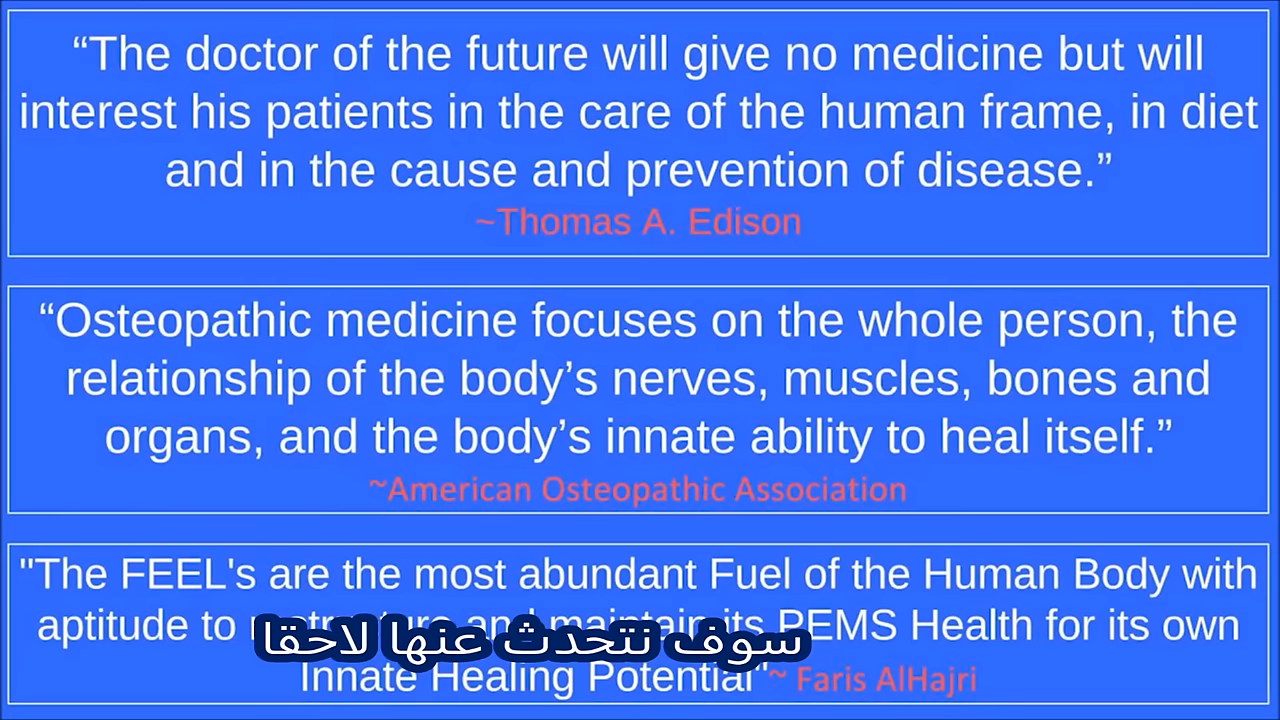 “The doctor of the future will give no medicine but will
interest his patients in the care of the human frame, in diet
and in the cause and prevention of disease.”
~Thomas A. Edison
“Osteopathic medicine focuses on the whole person, the
relationship of the body’s nerves, muscles, bones and
organs, and the body’s innate ability to heal itself.”
~American Osteopathic Association
"The FEEL's are the most abundant Fuel of the Human Body with
aptitude to and maintain its PEMS Health for its own
سوف نتحدث عنها لاحقا
Innate Healing Potential"~ Faris AlHajri